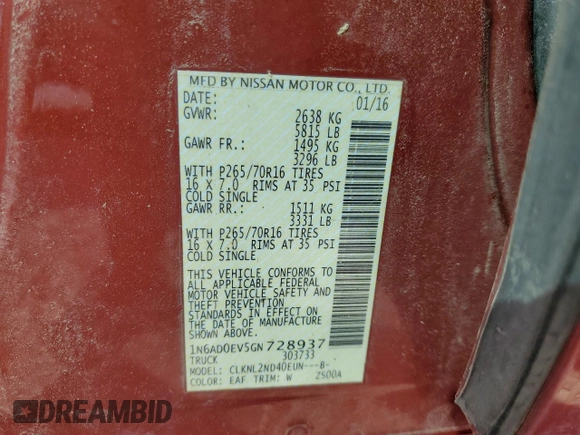 MFD BY NISSAN MOTOR CO., LTD.
DATE: 01/16
GVWR: 2638 KG
5815 LB
GAWR FR.: 1495 KG
3296 LB
WITH P265/70R16 TIRES
16 X 7.0 RIMS AT 35 PSI
COLD SINGLE
GAWR RR.: 1511 KG
3331 LB
WITH P265/70R16 TIRES
16 X 7.0 RIMS AT 35 PSI
COLD SINGLE
THIS VEHICLE CONFORMS TO
ALL APPLICABLE FEDERAL
MOTOR VEHICLE SAFETY AND
THEFT PREVENTION
STANDARDS IN EFFECT ON
THE DATE OF MANUFACTURE
SHOWN ABOVE.
1N6AD0EV5GN728937
TRUCK 303733
MODEL: CLKNL2ND40EUN---8-
COLOR: EAF TRIM: W 2500A
DREAMBID